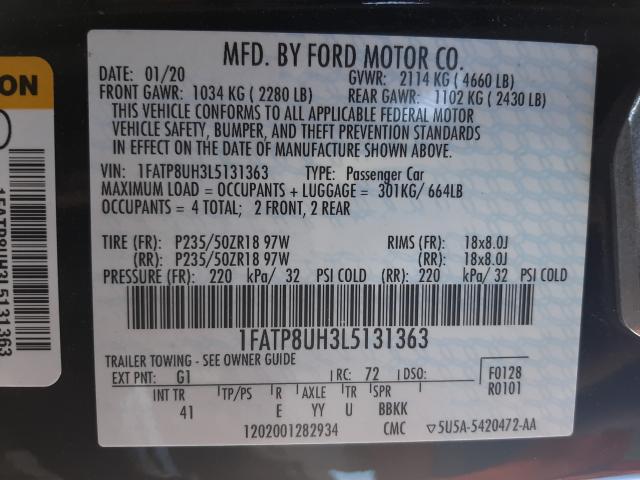 ON
1FATP8UH3L5131363
MFD. BY FORD MOTOR CO.
DATE: 01/20 GVWR: 2114 KG ( 4660 LB)
FRONT GAWR: 1034 KG ( 2280 LB) REAR GAWR: 1102 KG ( 2430 LB)
THIS VEHICLE CONFORMS TO ALL APPLICABLE FEDERAL MOTOR
VEHICLE SAFETY, BUMPER, AND THEFT PREVENTION STANDARDS
IN EFFECT ON THE DATE OF MANUFACTURE SHOWN ABOVE.
VIN: 1FATP8UH3L5131363 TYPE: Passenger Car
MAXIMUM LOAD = OCCUPANTS + LUGGAGE = 301KG/ 664LB
OCCUPANTS = 4 TOTAL; 2 FRONT, 2 REAR
TIRE (FR): P235/50ZR18 97W RIMS (FR): 18x8.0J
(RR): P235/50ZR18 97W (RR): 18x8.0J
PRESSURE (FR): 220 kPa/ 32 PSI COLD (RR): 220 kPa/ 32 PSI COLD
1FATP8UH3L5131363
TRAILER TOWING - SEE OWNER GUIDE
EXT PNT: G1 RC: 72 DSO: F0128
R0101
INT TR TP/PS R AXLE TR SPR
41 E YY U BBKK
1202001282934 CMC ▽5U5A-5420472-AA